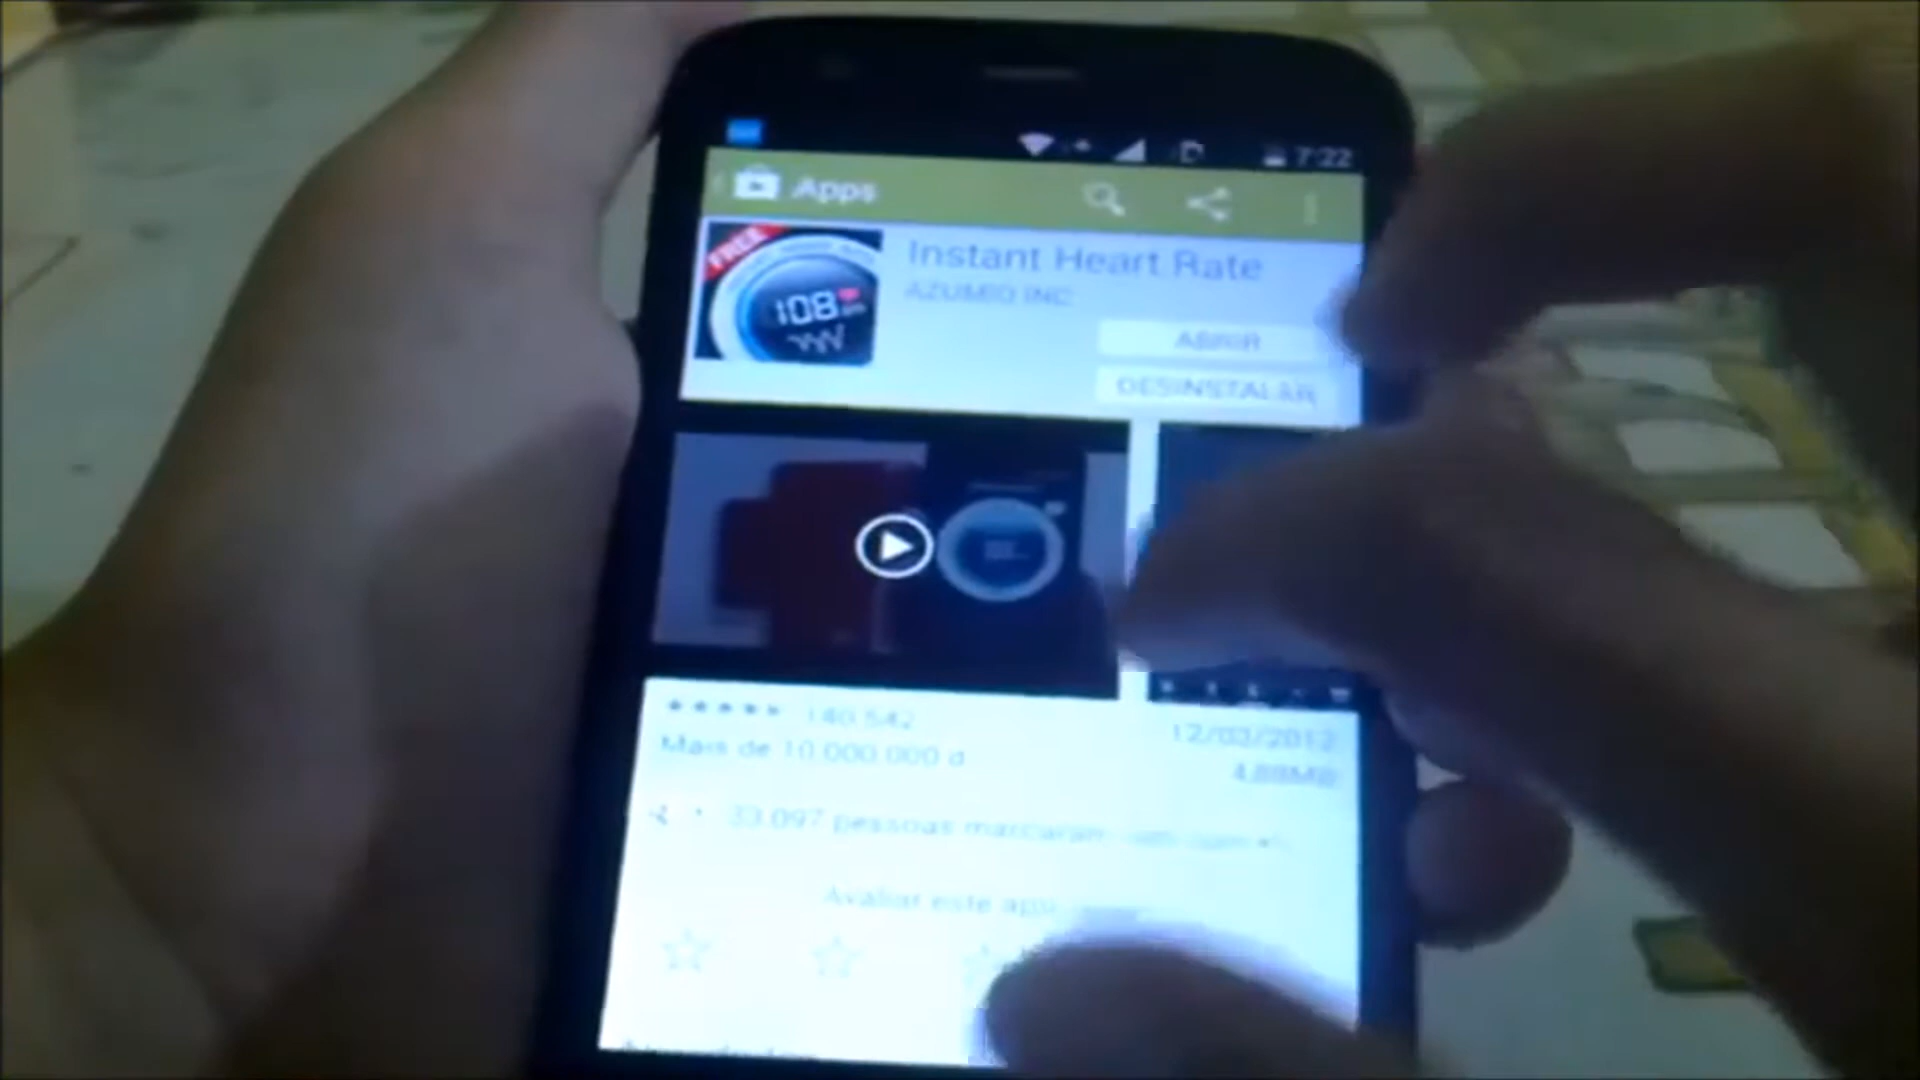 7:22
Apps
FREE
108
Instant Heart Rate
AZUMIO INC.
ABRIR
DESINSTALAR
140.542
12/03/2012
Mais de 10.000.000 d
4,88MB
33.097 pessoas marcaram
Avaliar este app